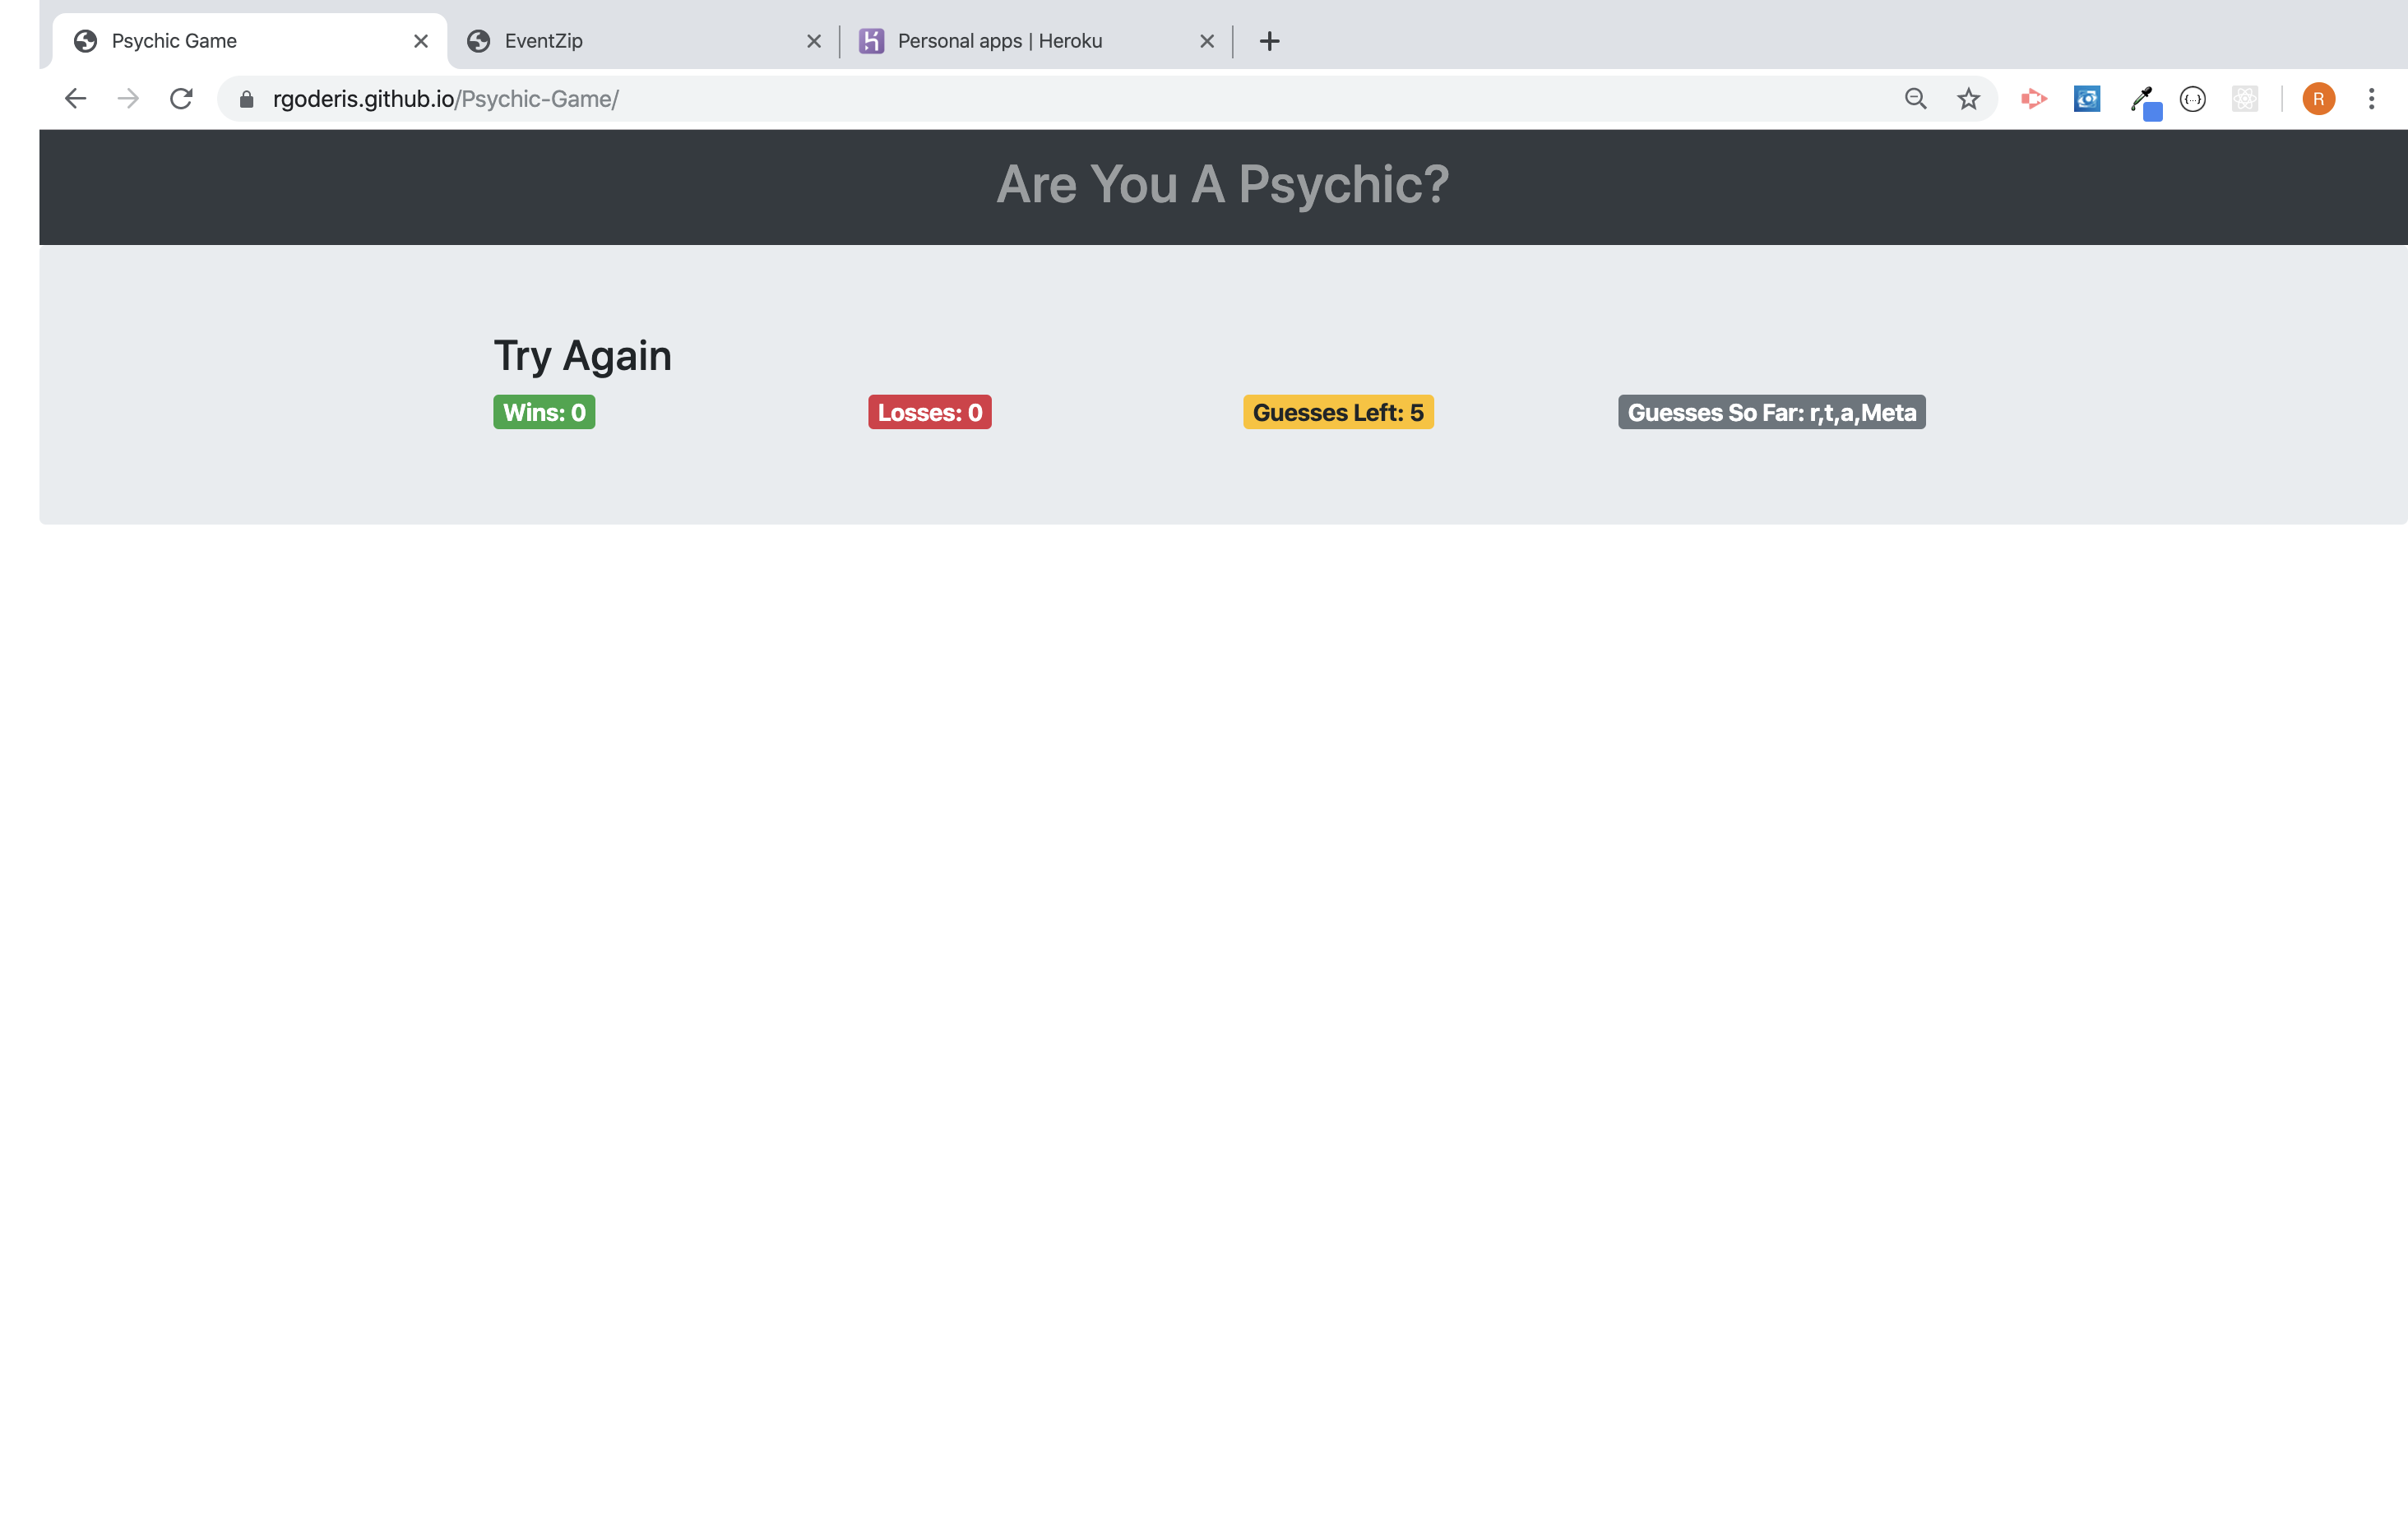 Psychic Game
EventZip
Personal apps | Heroku
rgoderis.github.io/Psychic-Game/
R
Are You A Psychic?
Try Again
Wins: 0
Losses: 0
Guesses Left: 5
Guesses So Far: r,t,a,Meta